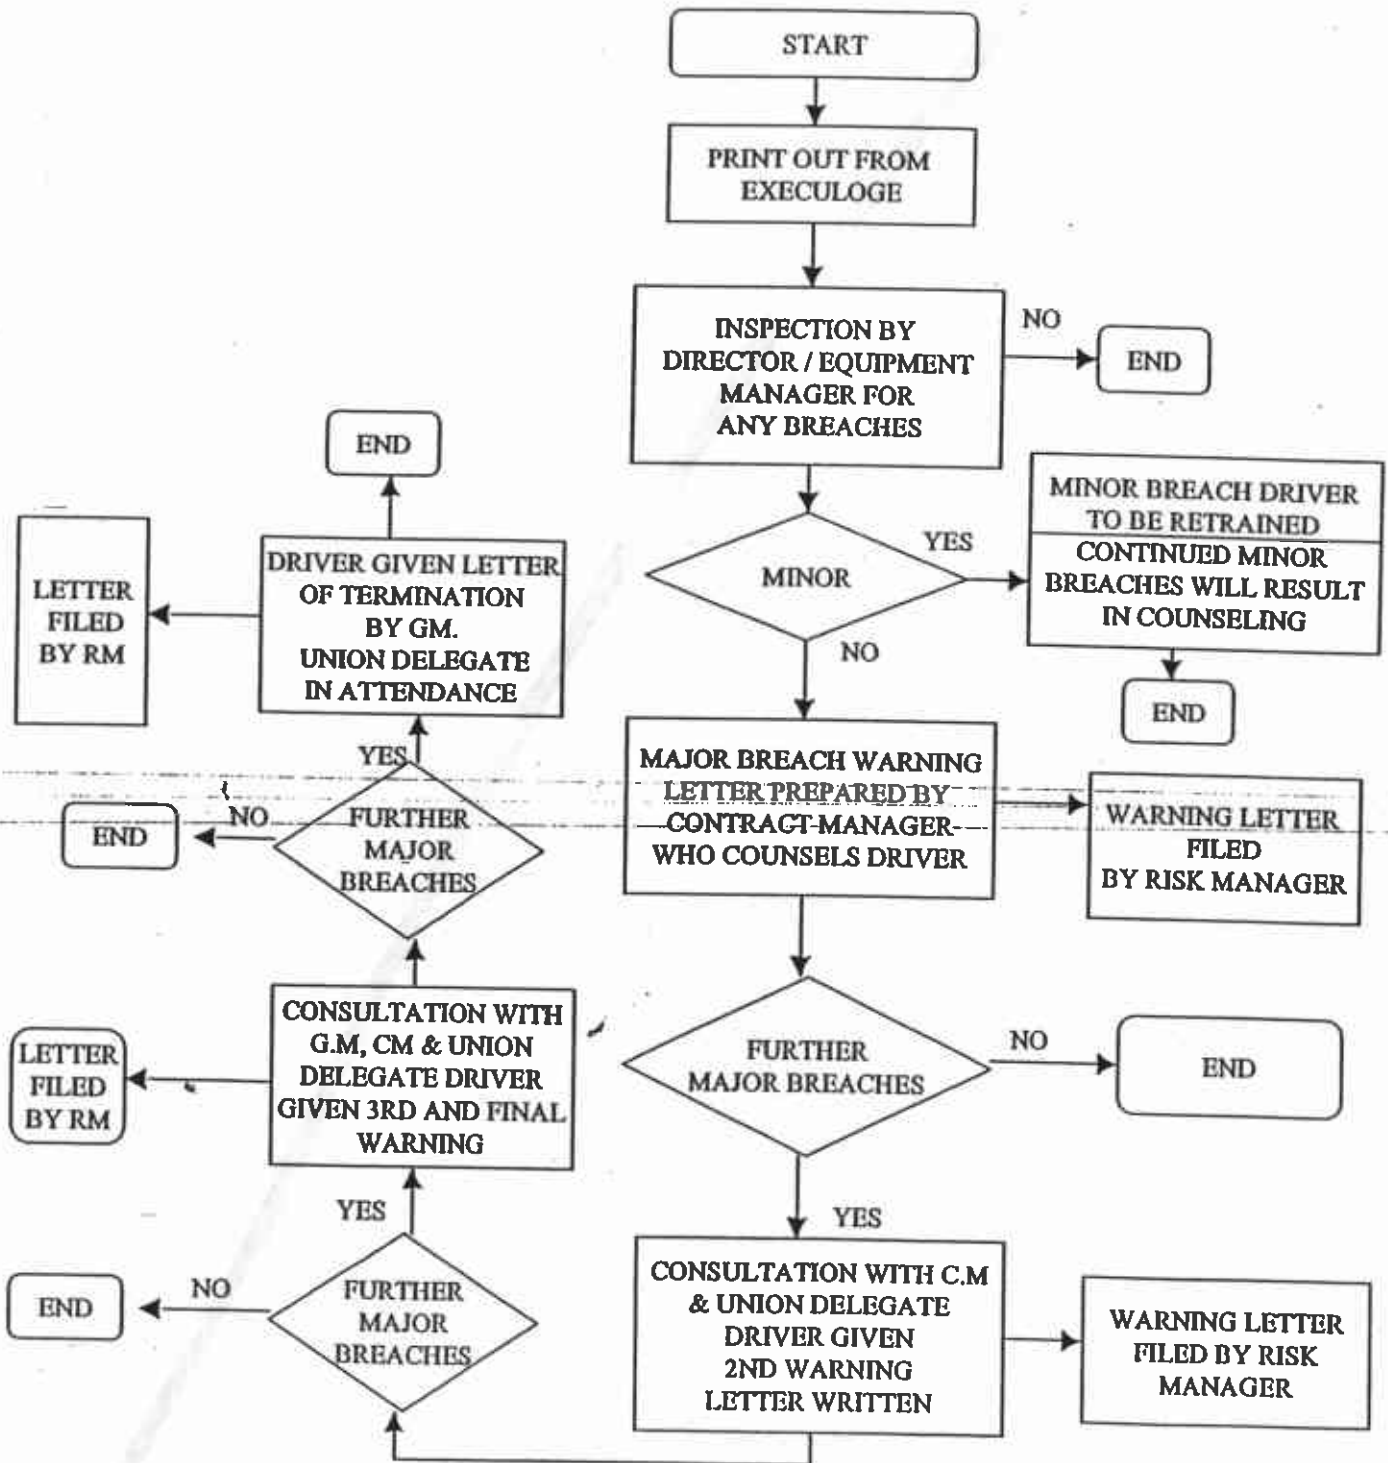 START
PRINT OUT FROM
EXECULOGE
INSPECTION BY
DIRECTOR / EQUIPMENT
MANAGER FOR
ANY BREACHES
NO
END
MINOR
YES
MINOR BREACH DRIVER
TO BE RETRAINED
CONTINUED MINOR
BREACHES WILL RESULT
IN COUNSELING
END
NO
MAJOR BREACH WARNING
LETTER PREPARED BY
CONTRACT MANAGER
WHO COUNSELS DRIVER
WARNING LETTER
FILED
BY RISK MANAGER
FURTHER
MAJOR BREACHES
NO
END
YES
CONSULTATION WITH C.M
& UNION DELEGATE
DRIVER GIVEN
2ND WARNING
LETTER WRITTEN
WARNING LETTER
FILED BY RISK
MANAGER
FURTHER
MAJOR
BREACHES
NO
END
YES
CONSULTATION WITH
G.M, CM & UNION
DELEGATE DRIVER
GIVEN 3RD AND FINAL
WARNING
LETTER
FILED
BY RM
FURTHER
MAJOR
BREACHES
NO
END
YES
DRIVER GIVEN LETTER
OF TERMINATION
BY GM.
UNION DELEGATE
IN ATTENDANCE
LETTER
FILED
BY RM
END